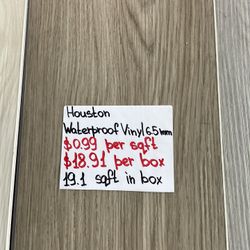 Houston
Waterproof Vinyl 6.5mm
$0.99 per sqft
$18.91 per box
19.1 sqft in box